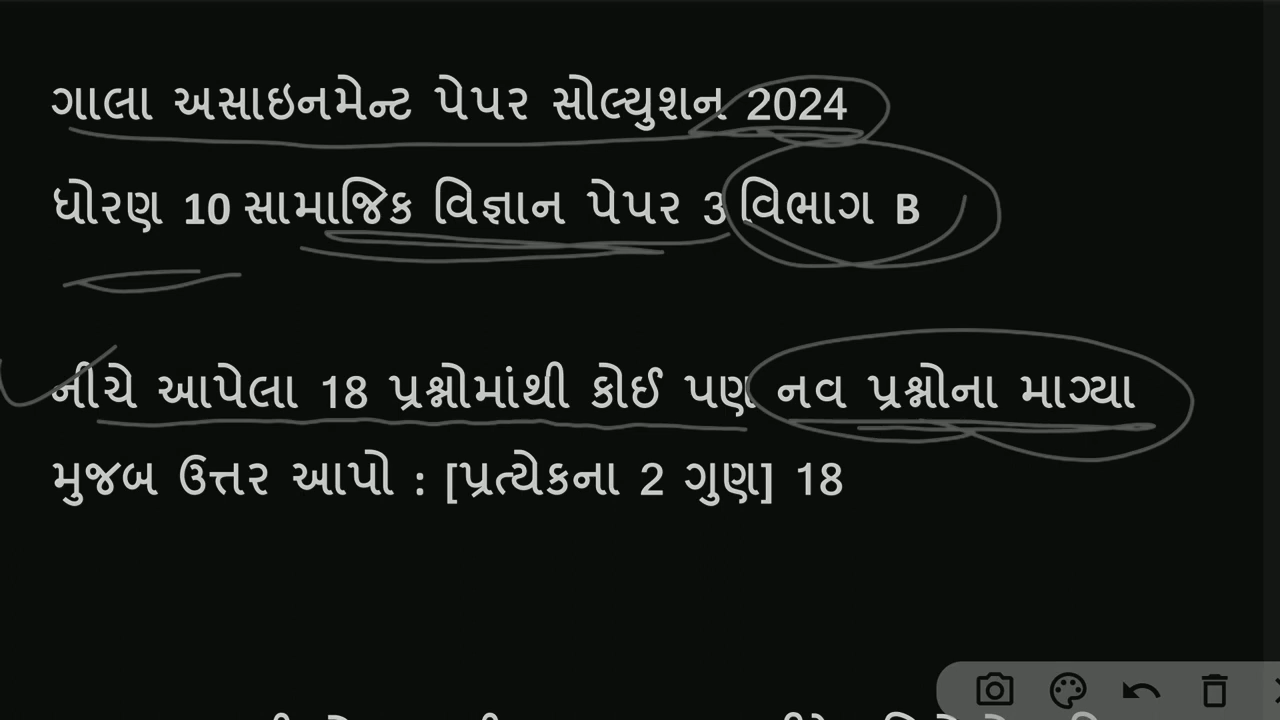 ગાલા અસાઇનમેન્ટ પેપર સોલ્યુશન 2024
ધોરણ 10 સામાજિક વિજ્ઞાન પેપર 3 વિભાગ B
નીચે આપેલા 18 પ્રશ્નોમાંથી કોઈ પણ નવ પ્રશ્નોના માગ્યા
મુજબ ઉત્તર આપો : [પ્રત્યેકના 2 ગુણ] 18